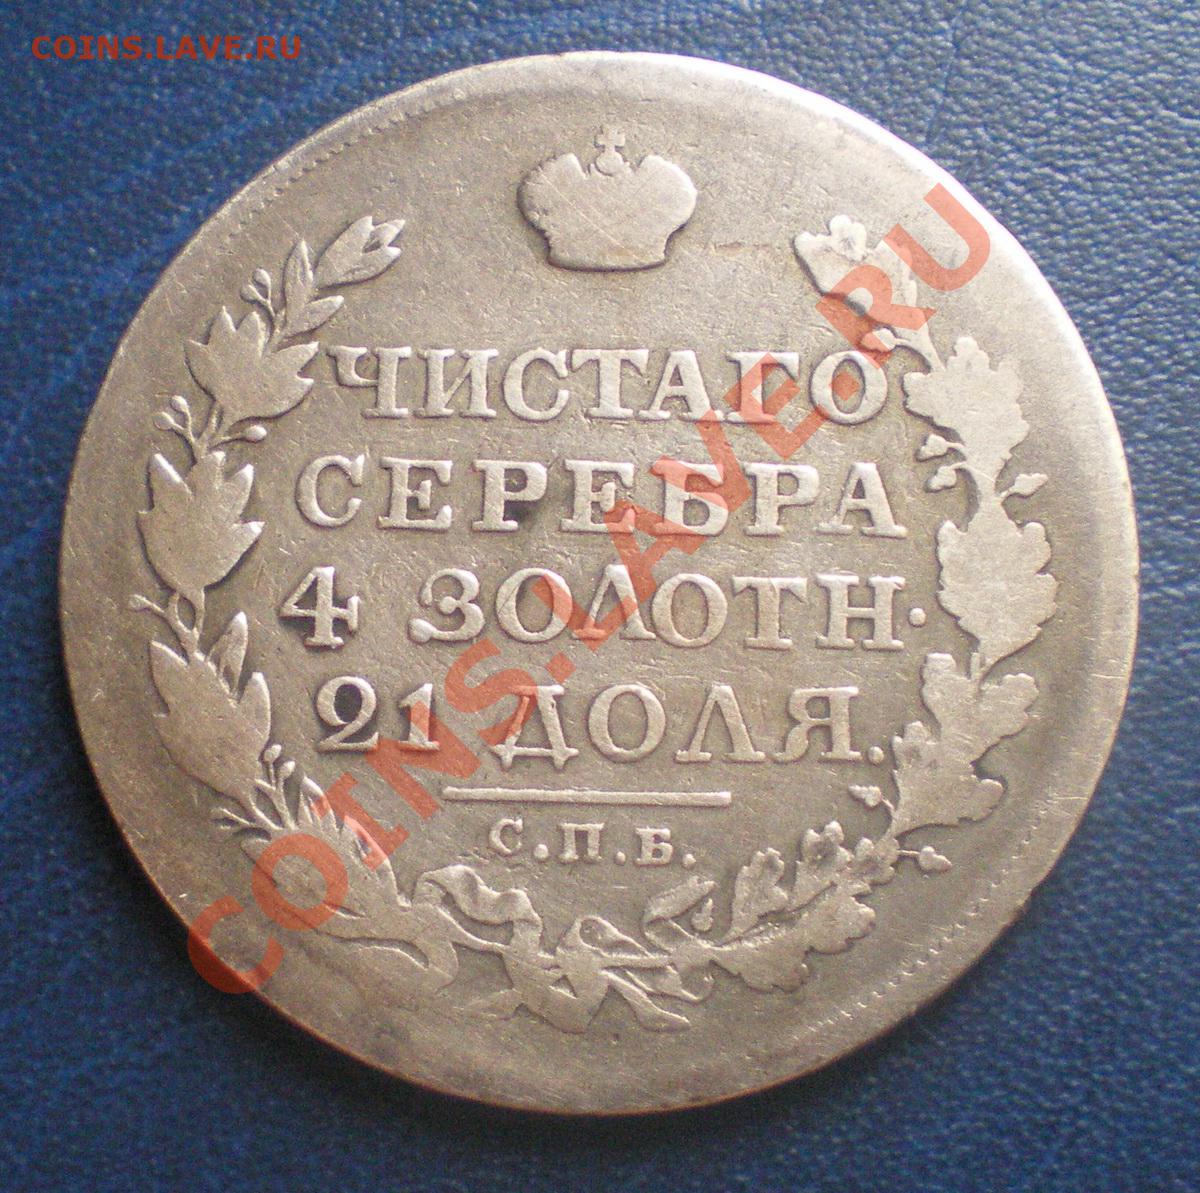 COINS.LAVE.RU
ЧИСТАГО
СЕРЕБРА
4 ЗОЛОТН.
21 ДОЛЯ.
С.П.Б.
COINS.LAVE.RU